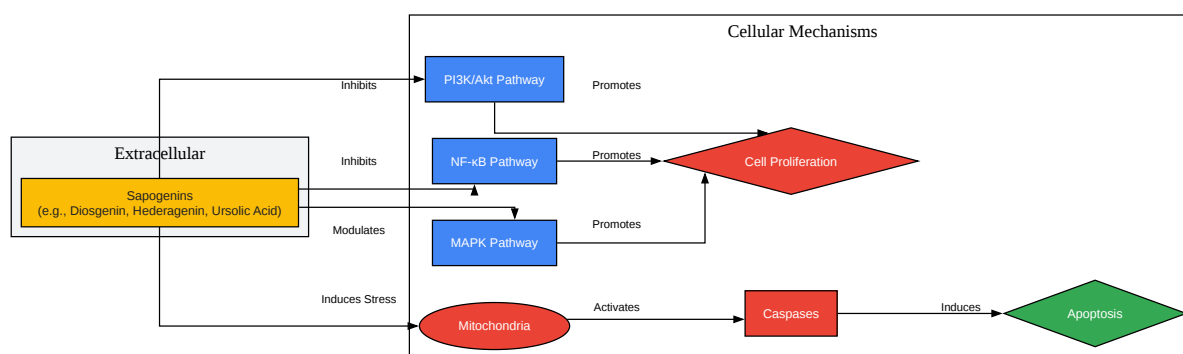 Cellular Mechanisms
PI3K/Akt Pathway
Inhibits
Promotes
Extracellular
Inhibits
NF-κB Pathway
Promotes
Cell Proliferation
Sapogenins
(e.g., Diosgenin, Hederagenin, Ursolic Acid)
Modulates
MAPK Pathway
Promotes
Induces Stress
Mitochondria
Activates
Caspases
Induces
Apoptosis